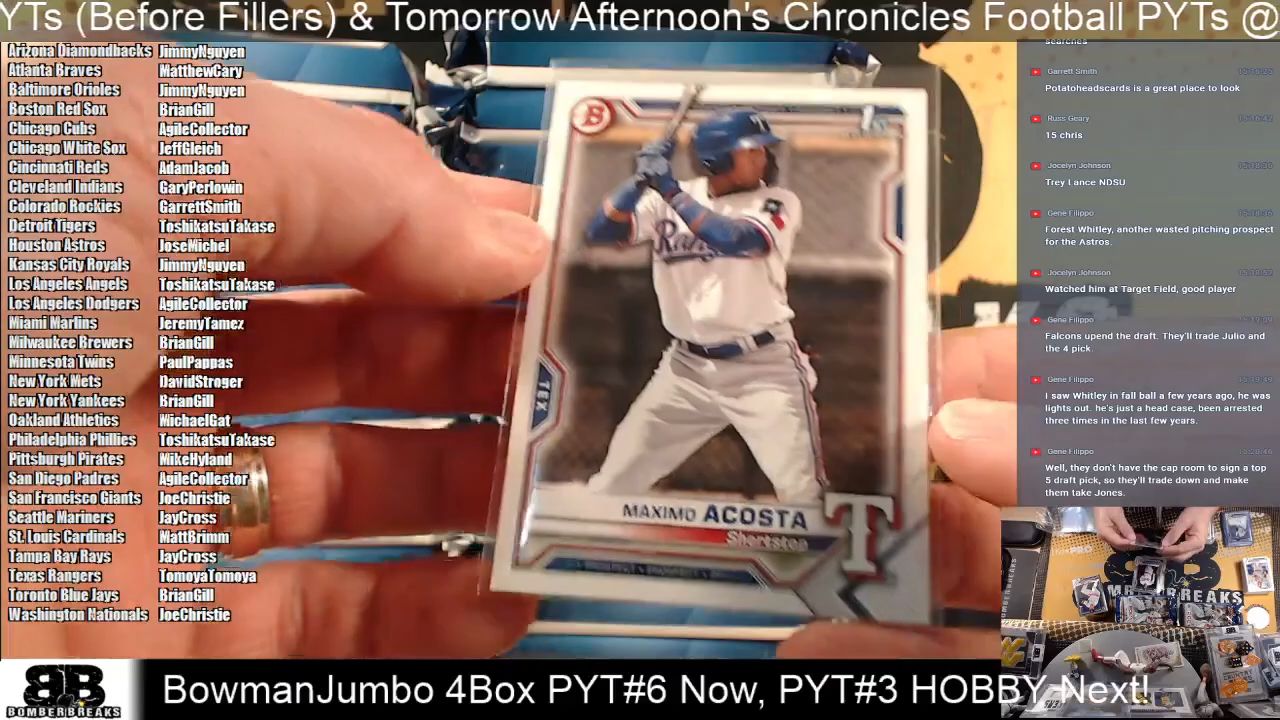 YTs (Before Fillers) & Tomorrow Afternoon's Chronicles Football PYTs @
Arizona Diamondbacks JimmyNguyen
Atlanta Braves MatthewCary
Baltimore Orioles JimmyNguyen
Boston Red Sox BrianGill
Chicago Cubs AgileCollector
Chicago White Sox JeffGleich
Cincinnati Reds AdamJacob
Cleveland Indians GaryPerlowin
Colorado Rockies GarrettSmith
Detroit Tigers ToshikatsuTakase
Houston Astros JoseMichel
Kansas City Royals JimmyNguyen
Los Angeles Angels ToshikatsuTakase
Los Angeles Dodgers AgileCollector
Miami Marlins JeremyTamez
Milwaukee Brewers BrianGill
Minnesota Twins PaulPappas
New York Mets DavidStroger
New York Yankees BrianGill
Oakland Athletics MichaelGat
Philadelphia Phillies ToshikatsuTakase
Pittsburgh Pirates MikeHyland
San Diego Padres AgileCollector
San Francisco Giants JoeChristie
Seattle Mariners JayCross
St. Louis Cardinals MattBrimm
Tampa Bay Rays JayCross
Texas Rangers TomoyaTomoya
Toronto Blue Jays BrianGill
Washington Nationals JoeChristie
B
1st
T
TEX
MAXIMO ACOSTA
Shortstop
T
searches
Garrett Smith
Potatoheadscards is a great place to look
Russ Geary
15 chris
Jocelyn Johnson
Trey Lance NDSU
Gene Filippo
Forest Whitley, another wasted pitching prospect
for the Astros.
Jocelyn Johnson
Watched him at Target Field, good player
Gene Filippo
Falcons upend the draft. They'll trade Julio and
the 4 pick.
Gene Filippo
I saw Whitley in fall ball a few years ago, he was
lights out. he's just a head case, been arrested
three times in the last few years.
Gene Filippo
Well, they don't have the cap room to sign a top
5 draft pick, so they'll trade down and make
them take Jones.
BB
BOMBERBREAKS
BowmanJumbo 4Box PYT#6 Now, PYT#3 HOBBY Next!